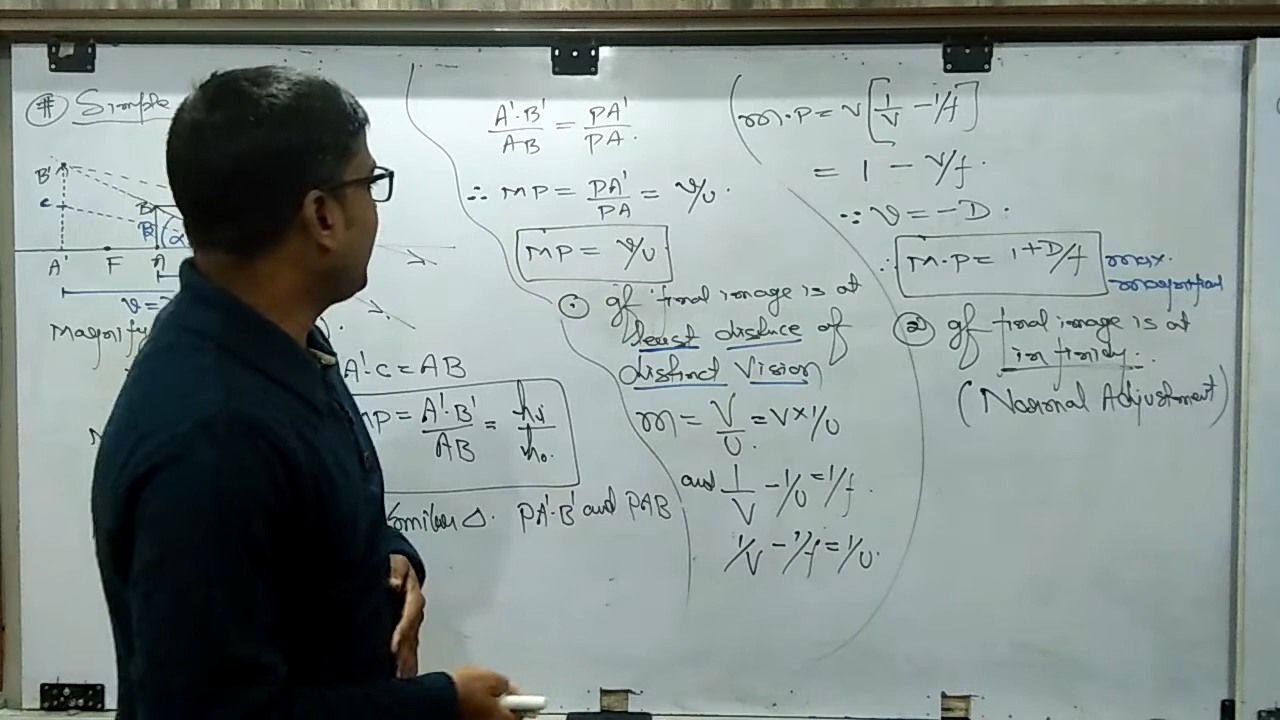 # Simple
B'
C
B
B
α
A' F A
Magnify
A'C = AB
MP = A'B'/AB = hi/ho
Similar Δ. PA'B' and PAB
A'B'/AB = PA'/PA.
∴ MP = PA'/PA = v/u.
MP = v/u
① If final image is at
least distance of
distinct vision
m = V/U = V × 1/U
and 1/V - 1/U = 1/f.
1/V - 1/f = 1/U.
m.p = v[1/v - 1/f]
= 1 - v/f.
∵ v = -D.
∴ M.P = 1+D/f max.
② If final image is at
infinity.
(Normal Adjustment)